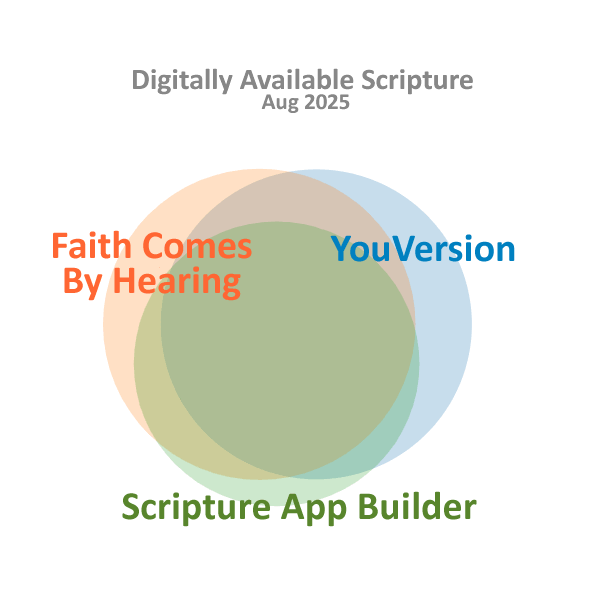 Digitally Available Scripture
Aug 2025
Faith Comes
By Hearing
YouVersion
Scripture App Builder